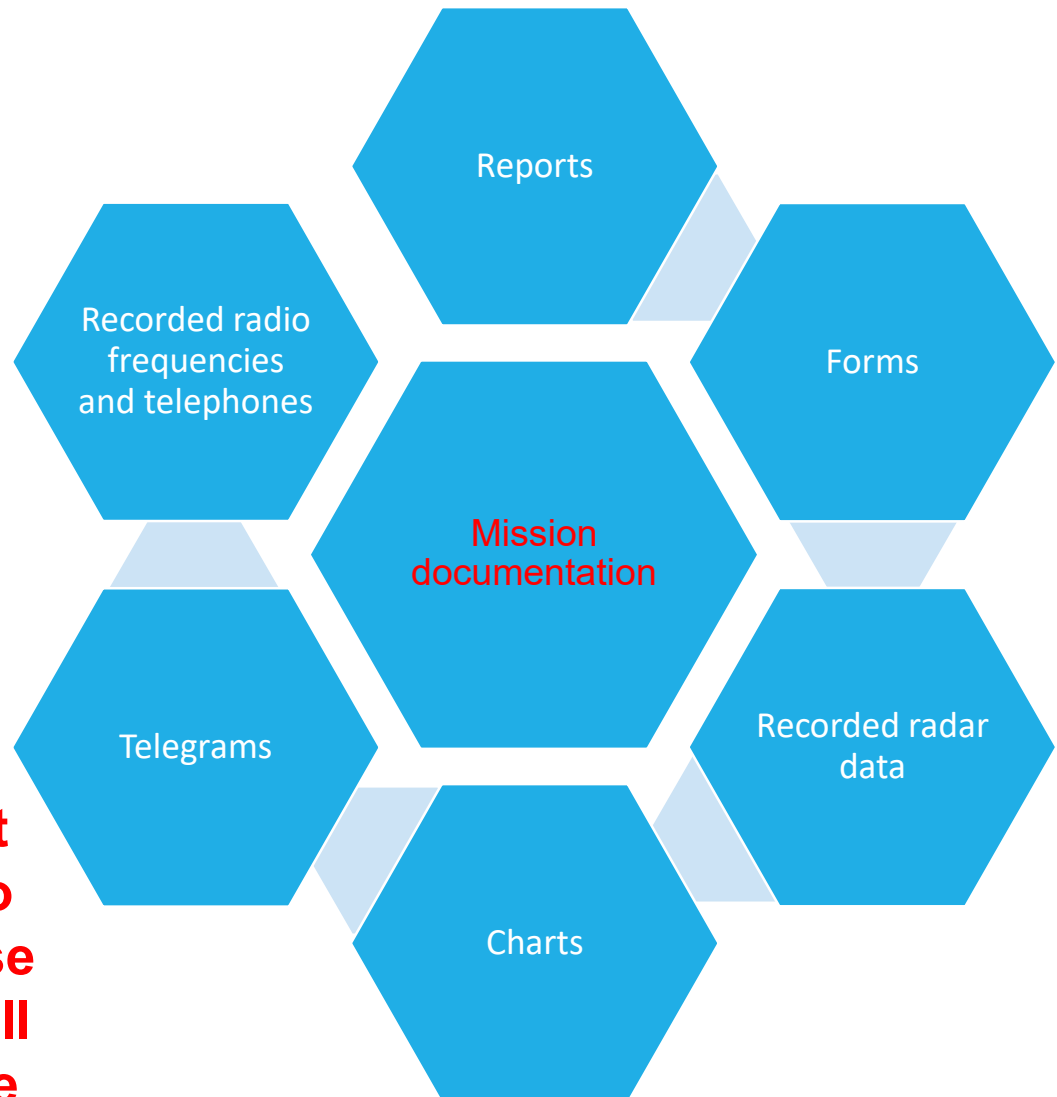 Reports
Recorded radio
frequencies
and telephones
Forms
Mission
documentation
Telegrams
Recorded radar
data
Charts